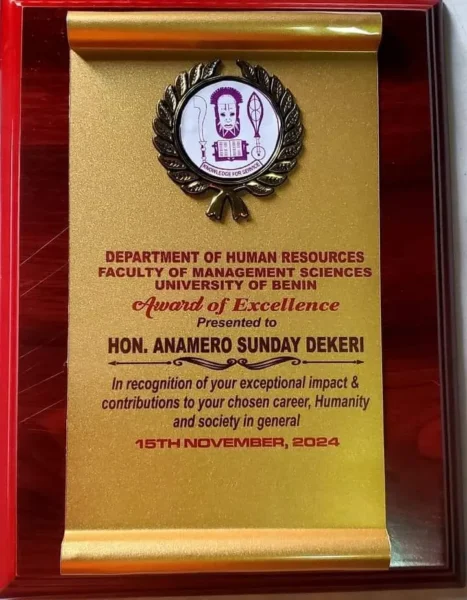 KNOWLEDGE FOR SERVICE
DEPARTMENT OF HUMAN RESOURCES
FACULTY OF MANAGEMENT SCIENCES
UNIVERSITY OF BENIN
Award of Excellence
Presented to
HON. ANAMERO SUNDAY DEKERI
In recognition of your exceptional impact &
contributions to your chosen career, Humanity
and society in general
15TH NOVEMBER, 2024